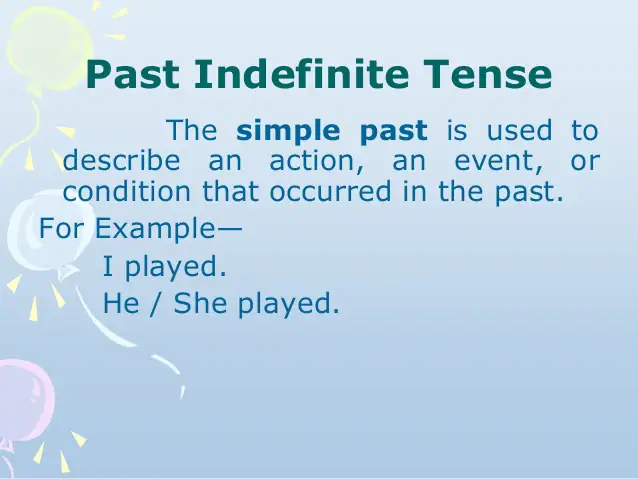 Past Indefinite Tense
The simple past is used to
describe an action, an event, or
condition that occurred in the past.
For Example—
I played.
He / She played.